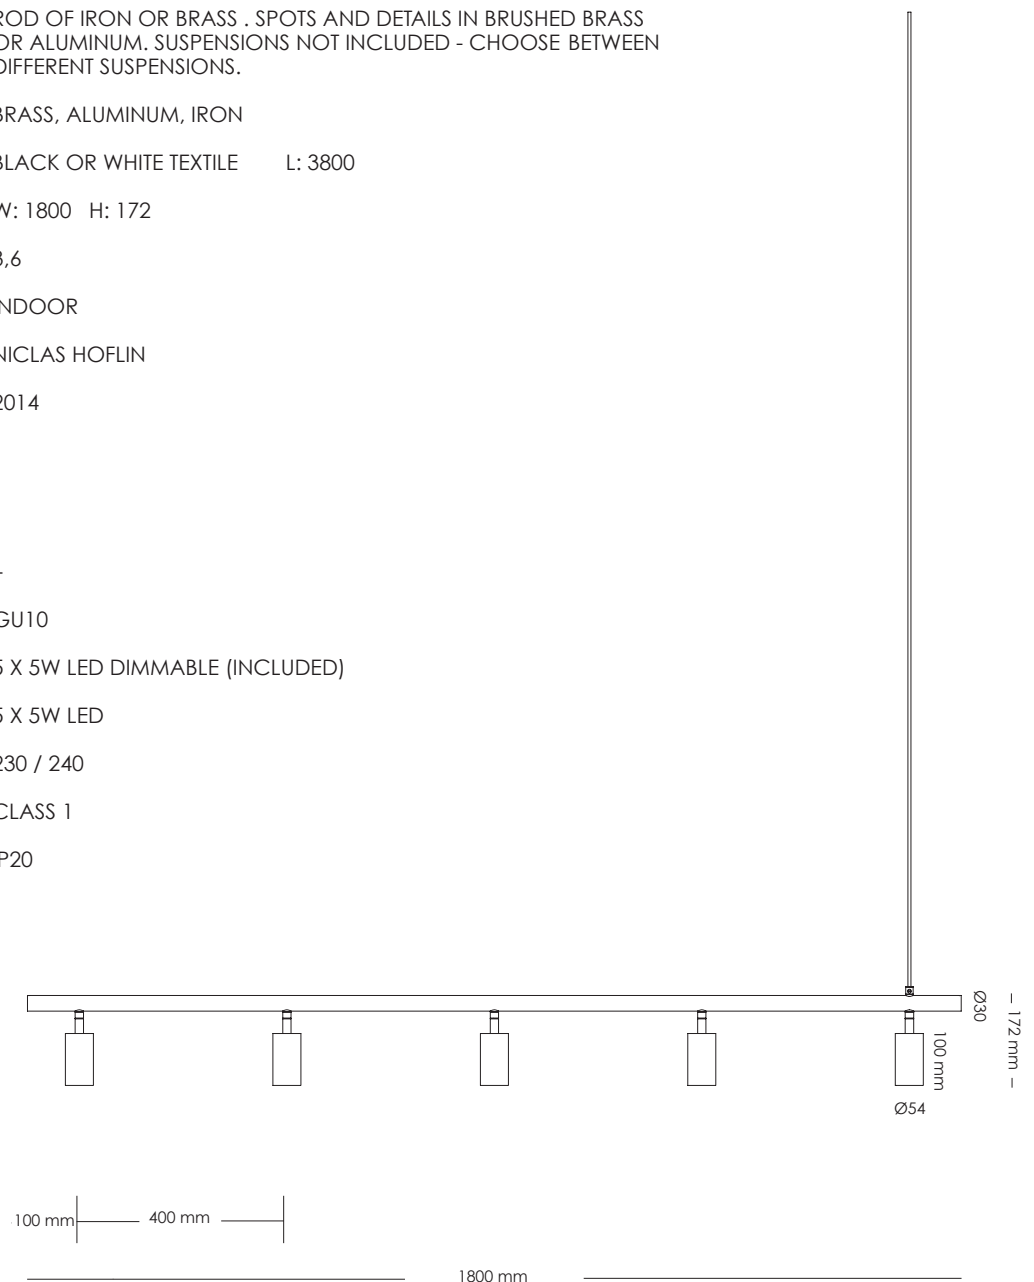 ROD OF IRON OR BRASS . SPOTS AND DETAILS IN BRUSHED BRASS
OR ALUMINUM. SUSPENSIONS NOT INCLUDED - CHOOSE BETWEEN
DIFFERENT SUSPENSIONS.
BRASS, ALUMINUM, IRON
BLACK OR WHITE TEXTILE L: 3800
W: 1800 H: 172
3,6
INDOOR
NICLAS HOFLIN
2014
-
GU10
5 X 5W LED DIMMABLE (INCLUDED)
5 X 5W LED
230 / 240
CLASS 1
IP20
Ø30
– 172 mm –
100 mm
Ø54
100 mm
400 mm
1800 mm